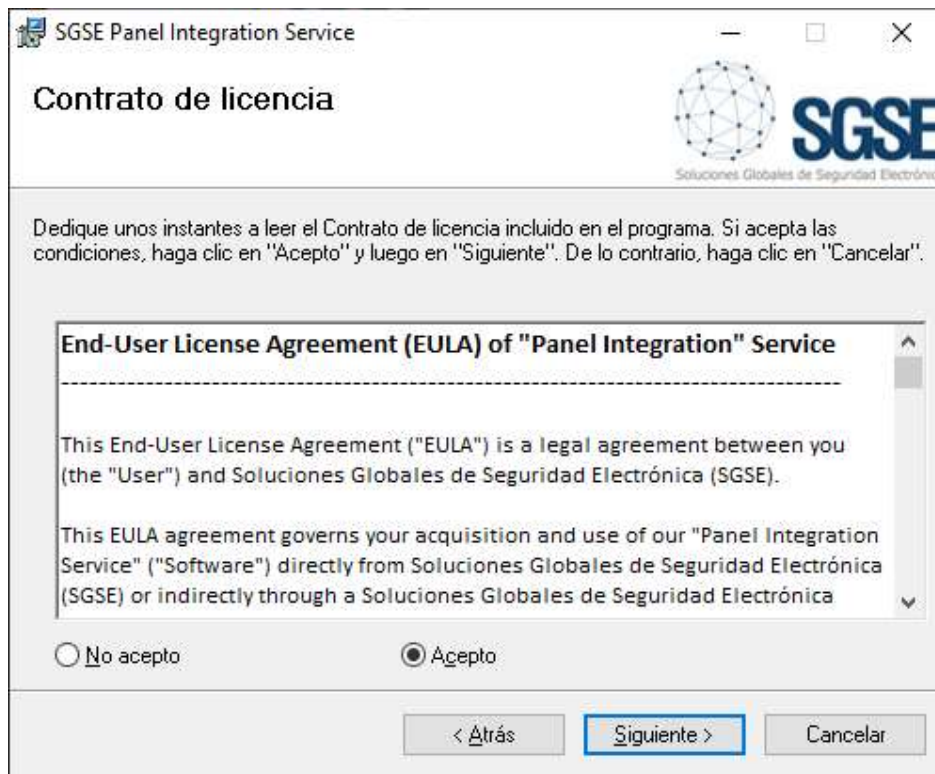 SGSE Panel Integration Service
Contrato de licencia
SGSE
Soluciones Globales de Seguridad Electrónic
Dedique unos instantes a leer el Contrato de licencia incluido en el programa. Si acepta las
condiciones, haga clic en "Acepto" y luego en "Siguiente". De lo contrario, haga clic en "Cancelar".
End-User License Agreement (EULA) of "Panel Integration" Service
--------------------------------------------------------------------------------------
This End-User License Agreement ("EULA") is a legal agreement between you
(the "User") and Soluciones Globales de Seguridad Electrónica (SGSE).
This EULA agreement governs your acquisition and use of our "Panel Integration
Service" ("Software") directly from Soluciones Globales de Seguridad Electrónica
(SGSE) or indirectly through a Soluciones Globales de Seguridad Electrónica
No acepto
Acepto
< Atrás
Siguiente >
Cancelar